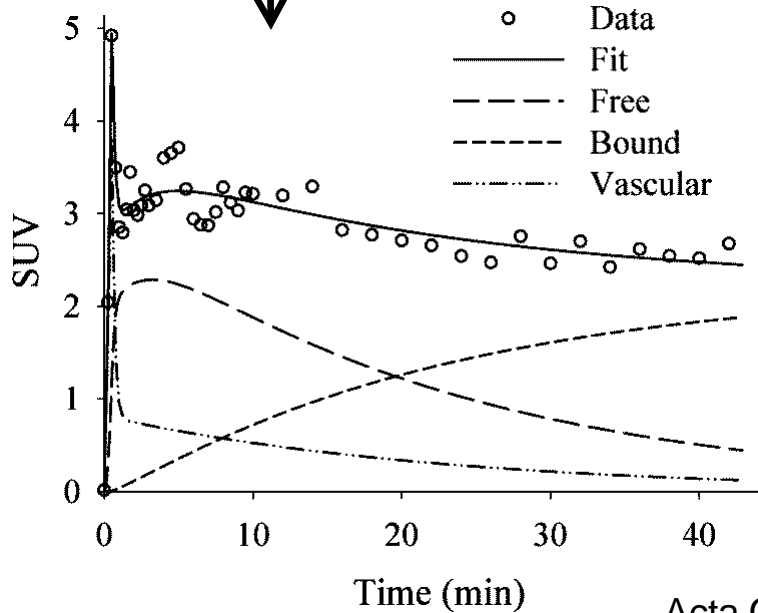 5
4
3
2
1
0
SUV
0 10 20 30 40
Time (min)
Data
Fit
Free
Bound
Vascular
Acta